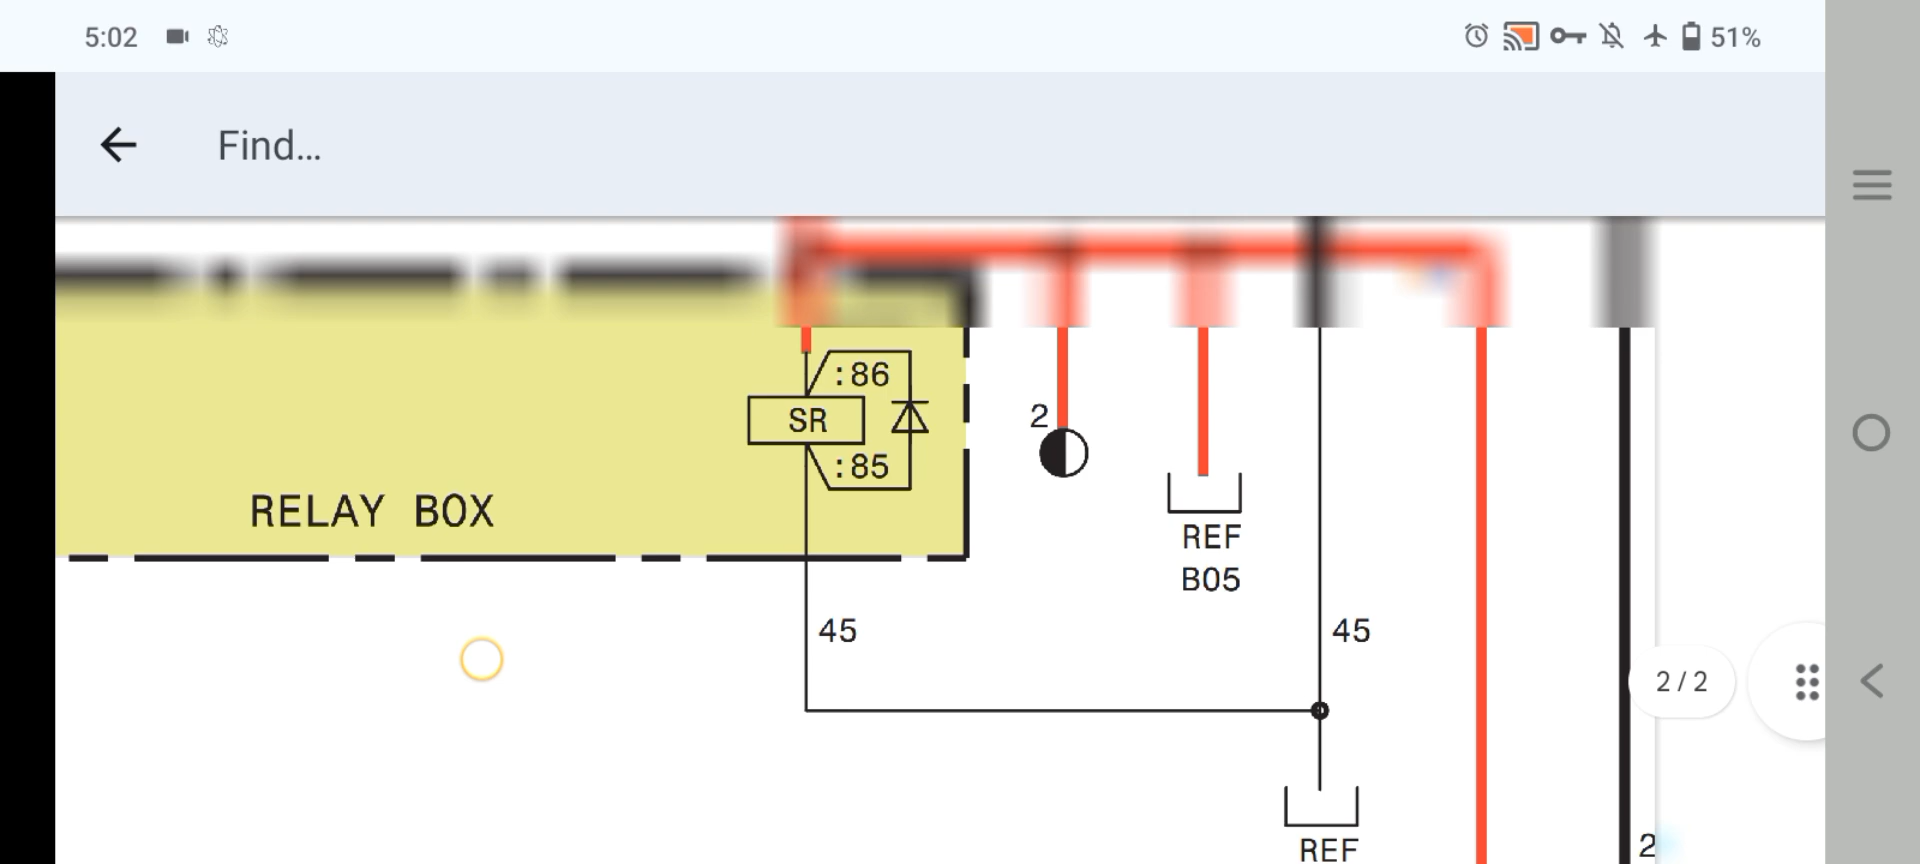 5:02
51%
Find...
:86
SR
2
:85
RELAY BOX
REF
B05
45
45
2 / 2
2
REF